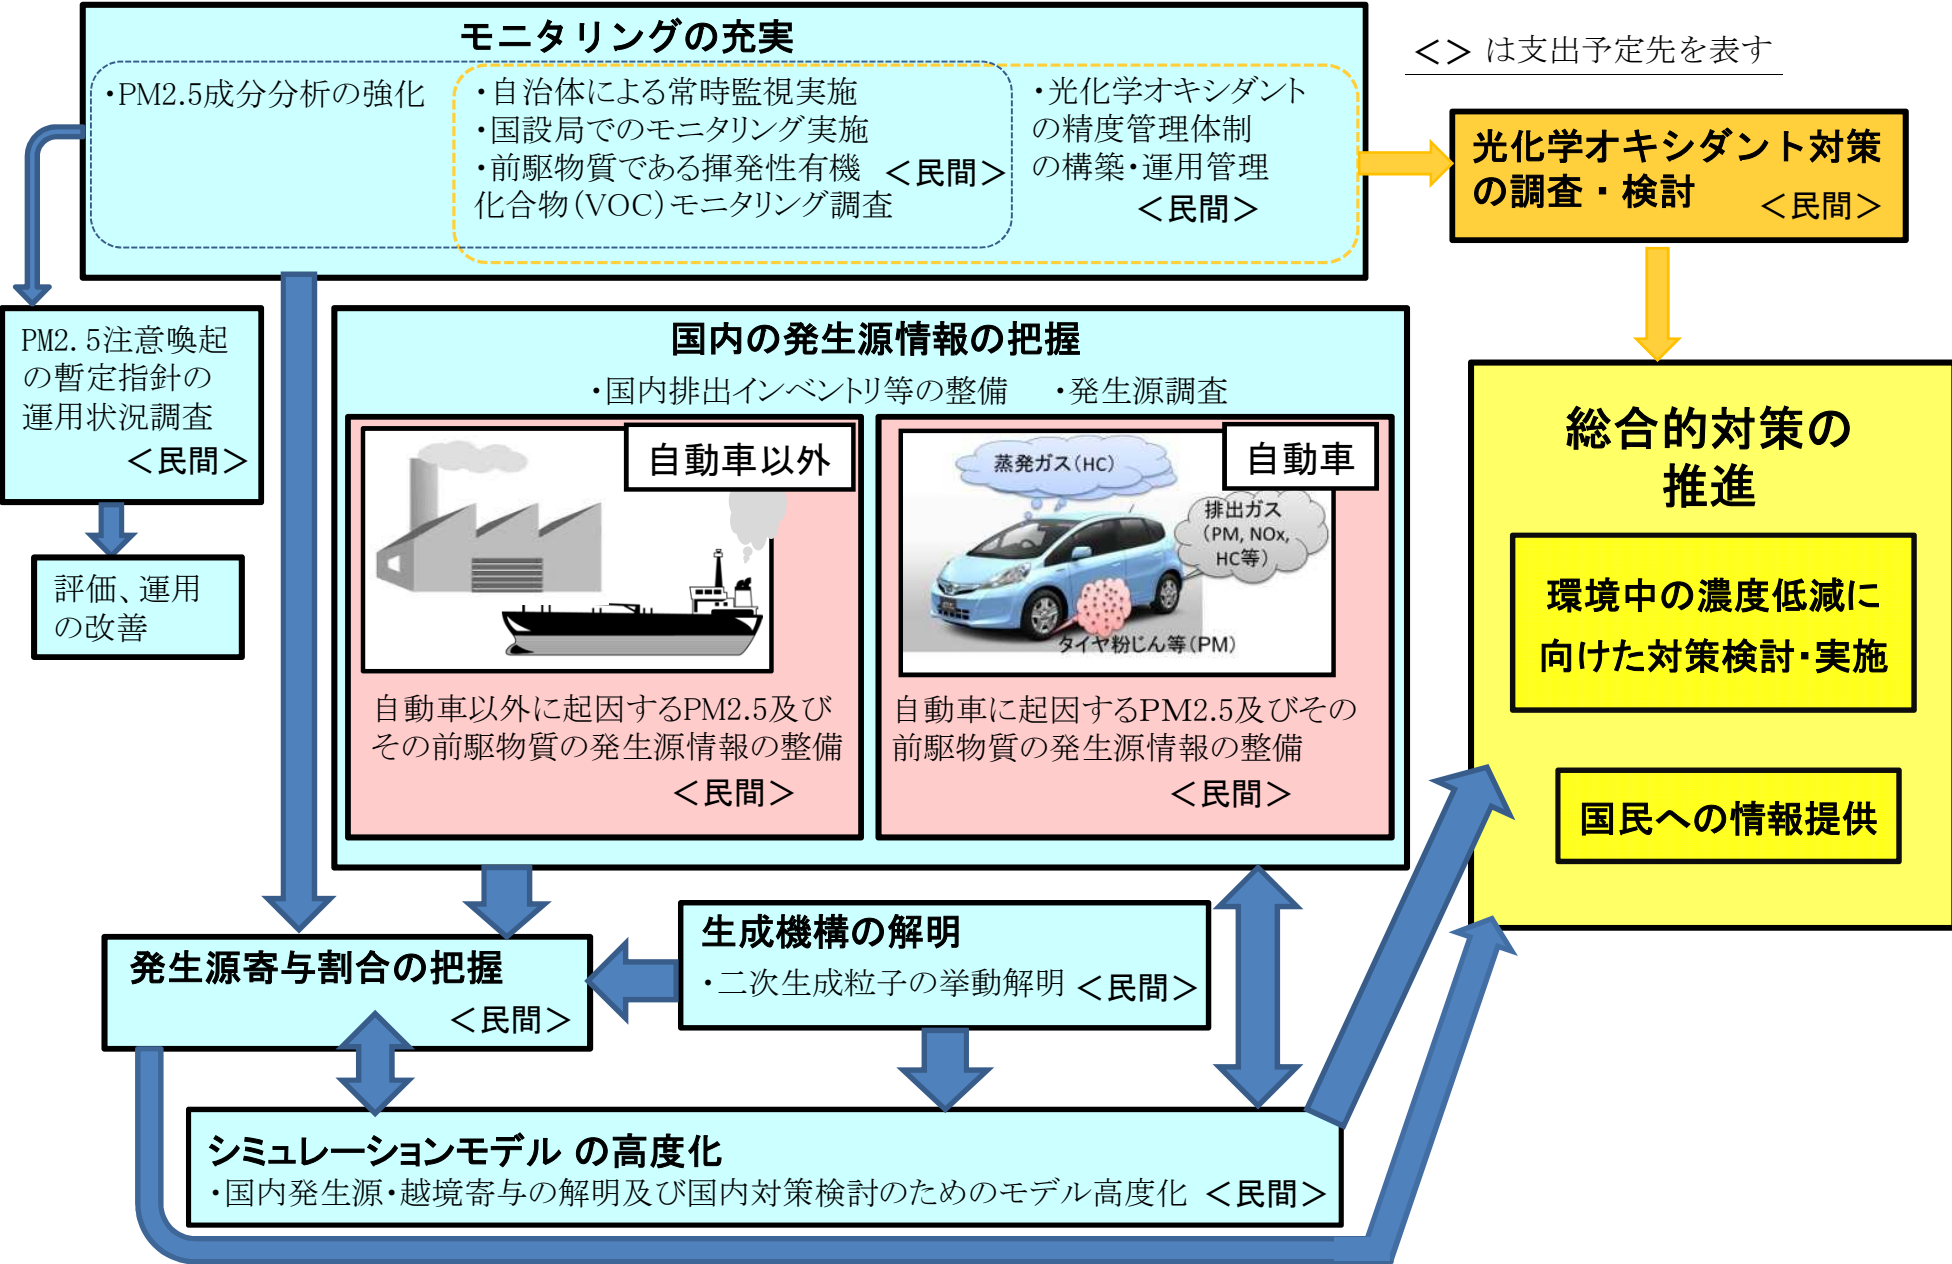 モニタリングの充実
・PM2.5成分分析の強化
・自治体による常時監視実施
・国設局でのモニタリング実施
・前駆物質である揮発性有機
化合物(VOC)モニタリング調査
<民間>
・光化学オキシダント
の精度管理体制
の構築・運用管理
<民間>
<> は支出予定先を表す
光化学オキシダント対策
の調査・検討 <民間>
PM2.5注意喚起
の暫定指針の
運用状況調査
<民間>
評価、運用
の改善
国内の発生源情報の把握
・国内排出インベントリ等の整備 ・発生源調査
自動車以外
自動車以外に起因するPM2.5及び
その前駆物質の発生源情報の整備
<民間>
自動車
蒸発ガス(HC)
排出ガス
(PM, NOx,
HC等)
タイヤ粉じん等(PM)
自動車に起因するPM2.5及びその
前駆物質の発生源情報の整備
<民間>
総合的対策の
推進
環境中の濃度低減に
向けた対策検討・実施
国民への情報提供
発生源寄与割合の把握
<民間>
生成機構の解明
・二次生成粒子の挙動解明 <民間>
シミュレーションモデル の高度化
・国内発生源・越境寄与の解明及び国内対策検討のためのモデル高度化 <民間>